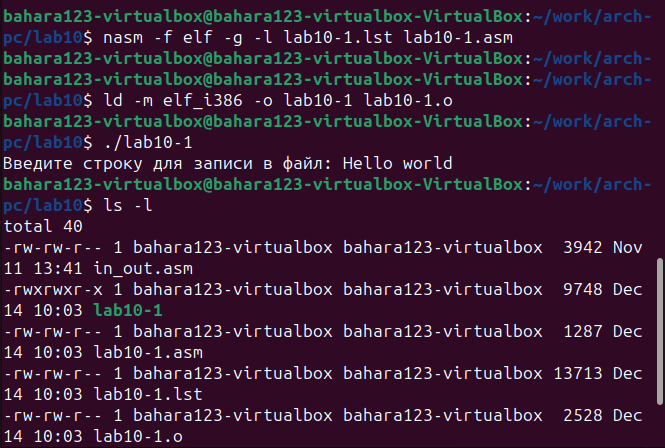 bahara123-virtualbox@bahara123-virtualbox-VirtualBox:~/work/arch-
pc/lab10$ nasm -f elf -g -l lab10-1.lst lab10-1.asm
bahara123-virtualbox@bahara123-virtualbox-VirtualBox:~/work/arch-
bahara123-virtualbox@bahara123-virtualbox-VirtualBox:~/work/arch-
pc/lab10$ ld -m elf_i386 -o lab10-1 lab10-1.o
bahara123-virtualbox@bahara123-virtualbox-VirtualBox:~/work/arch-
pc/lab10$ ./lab10-1
Введите строку для записи в файл: Hello world
bahara123-virtualbox@bahara123-virtualbox-VirtualBox:~/work/arch-
pc/lab10$ ls -l
total 40
-rw-rw-r-- 1 bahara123-virtualbox bahara123-virtualbox  3942 Nov
11 13:41 in_out.asm
-rwxrwxr-x 1 bahara123-virtualbox bahara123-virtualbox  9748 Dec
14 10:03 lab10-1
-rw-rw-r-- 1 bahara123-virtualbox bahara123-virtualbox  1287 Dec
14 10:03 lab10-1.asm
-rw-rw-r-- 1 bahara123-virtualbox bahara123-virtualbox 13713 Dec
14 10:03 lab10-1.lst
-rw-rw-r-- 1 bahara123-virtualbox bahara123-virtualbox  2528 Dec
14 10:03 lab10-1.o